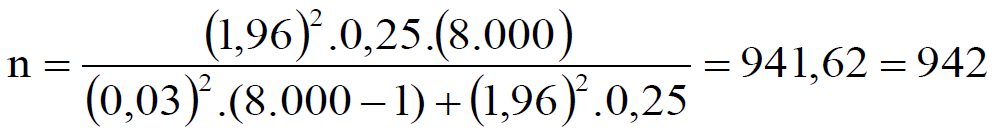 n = \frac{(1,96)^2 .0,25.(8.000)}{(0,03)^2 .(8.000 − 1) + (1,96)^2 .0,25} = 941,62 = 942